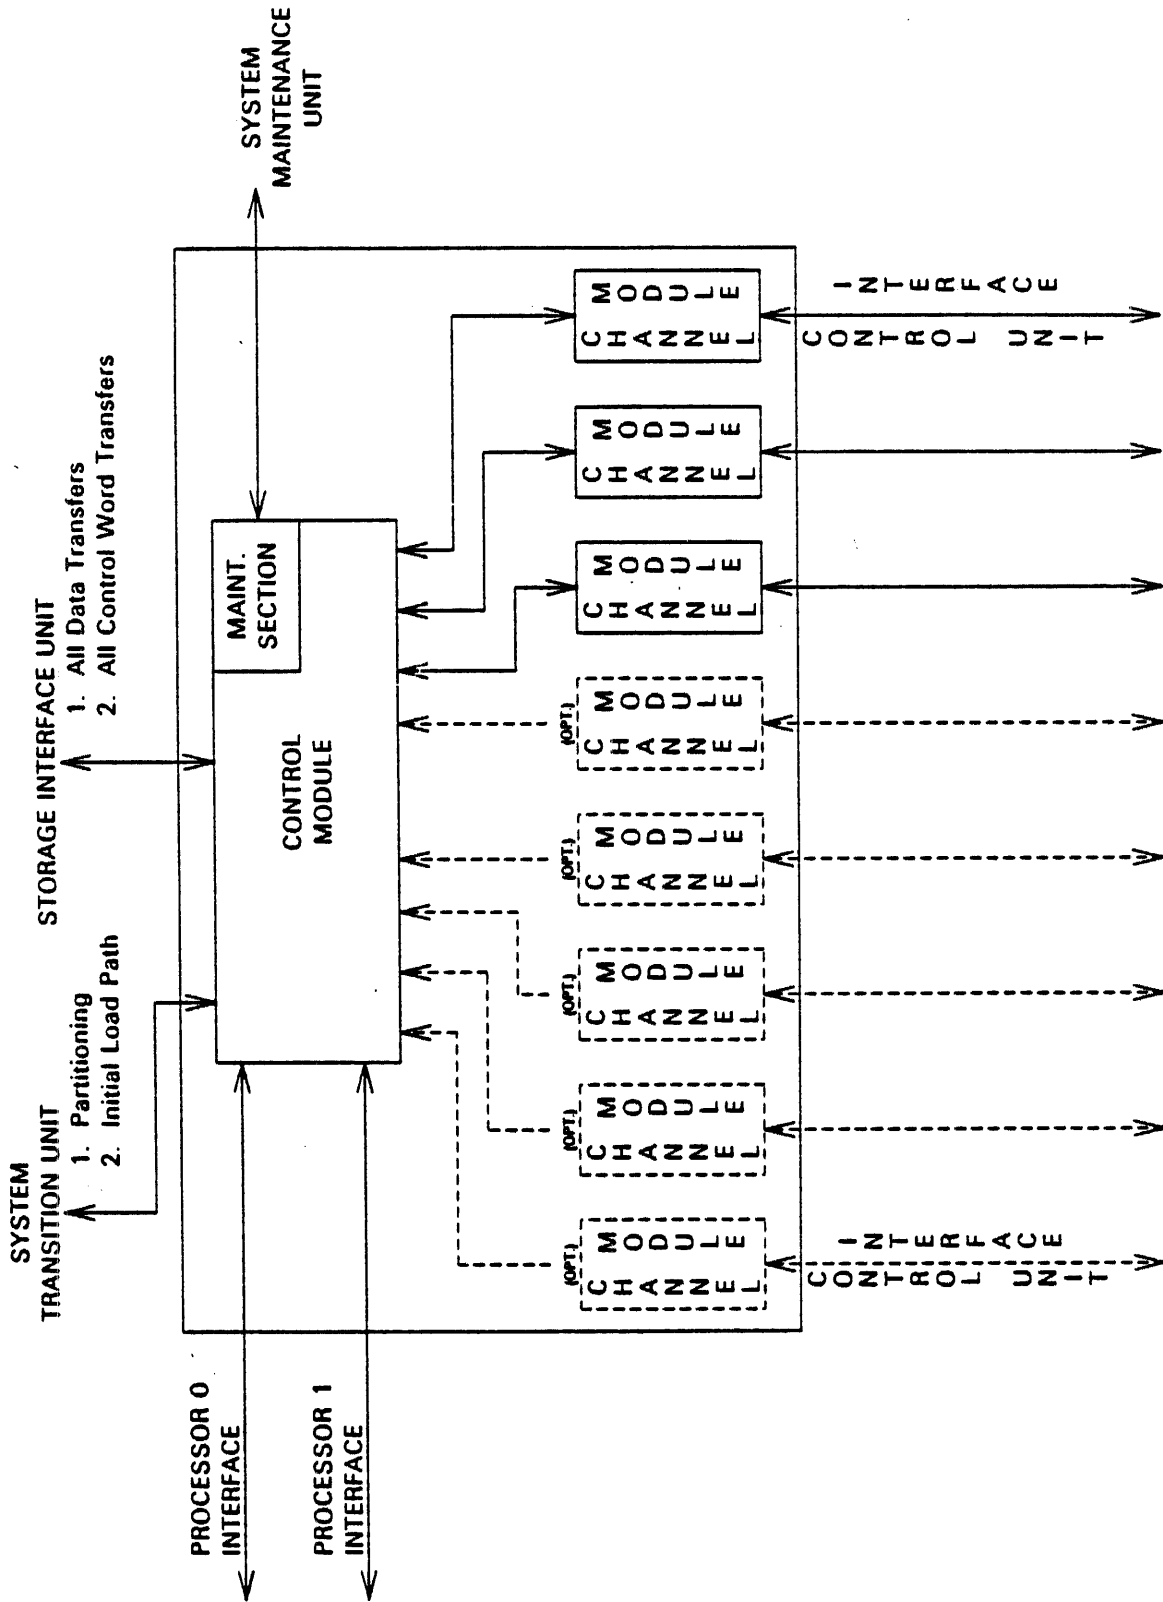 SYSTEM
TRANSITION UNIT
1. Partitioning
2. Initial Load Path
STORAGE INTERFACE UNIT
1. All Data Transfers
2. All Control Word Transfers
SYSTEM
MAINTENANCE
UNIT
PROCESSOR 0
INTERFACE
PROCESSOR 1
INTERFACE
CONTROL
MODULE
MAINT.
SECTION
(OPT.)
CHANNEL
MODULE
(OPT.)
CHANNEL
MODULE
(OPT.)
CHANNEL
MODULE
(OPT.)
CHANNEL
MODULE
(OPT.)
CHANNEL
MODULE
CHANNEL
MODULE
CHANNEL
MODULE
CHANNEL
MODULE
CONTROL UNIT
INTERFACE
CONTROL UNIT
INTERFACE